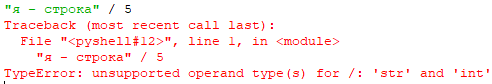 "я - строка" / 5
Traceback (most recent call last):
  File "<pyshell#12>", line 1, in <module>
    "я - строка" / 5
TypeError: unsupported operand type(s) for /: 'str' and 'int'